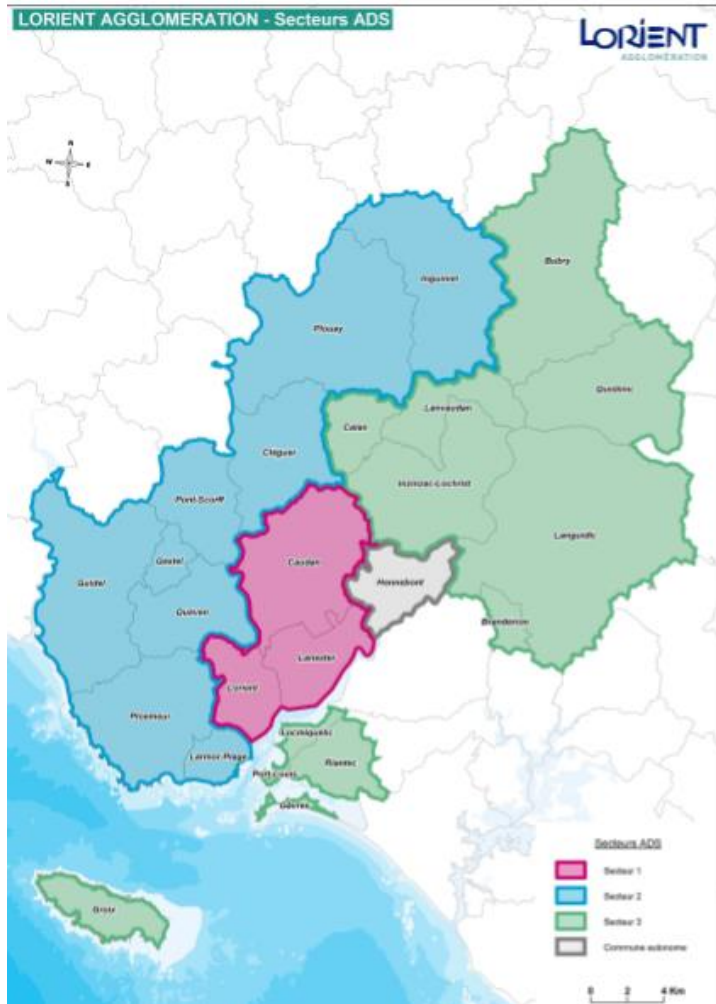 LORIENT AGGLOMERATION - Secteurs ADS
LORIENT
AGGLOMÉRATION
N
W E
S
Bubry
Inguiniel
Plouay
Quistinic
Lanvaudan
Calan
Cléguer
Inzinzac-Lochrist
Pont-Scorff
Languidic
Gestel
Caudan
Guidel
Hennebont
Quéven
Brandérion
Lanester
Lorient
Ploemeur
Locmiquélic
Larmor-Plage
Riantec
Port-Louis
Gâvres
Groix
Secteurs ADS
Secteur 1
Secteur 2
Secteur 3
Commune autonome
0 2 4 Km